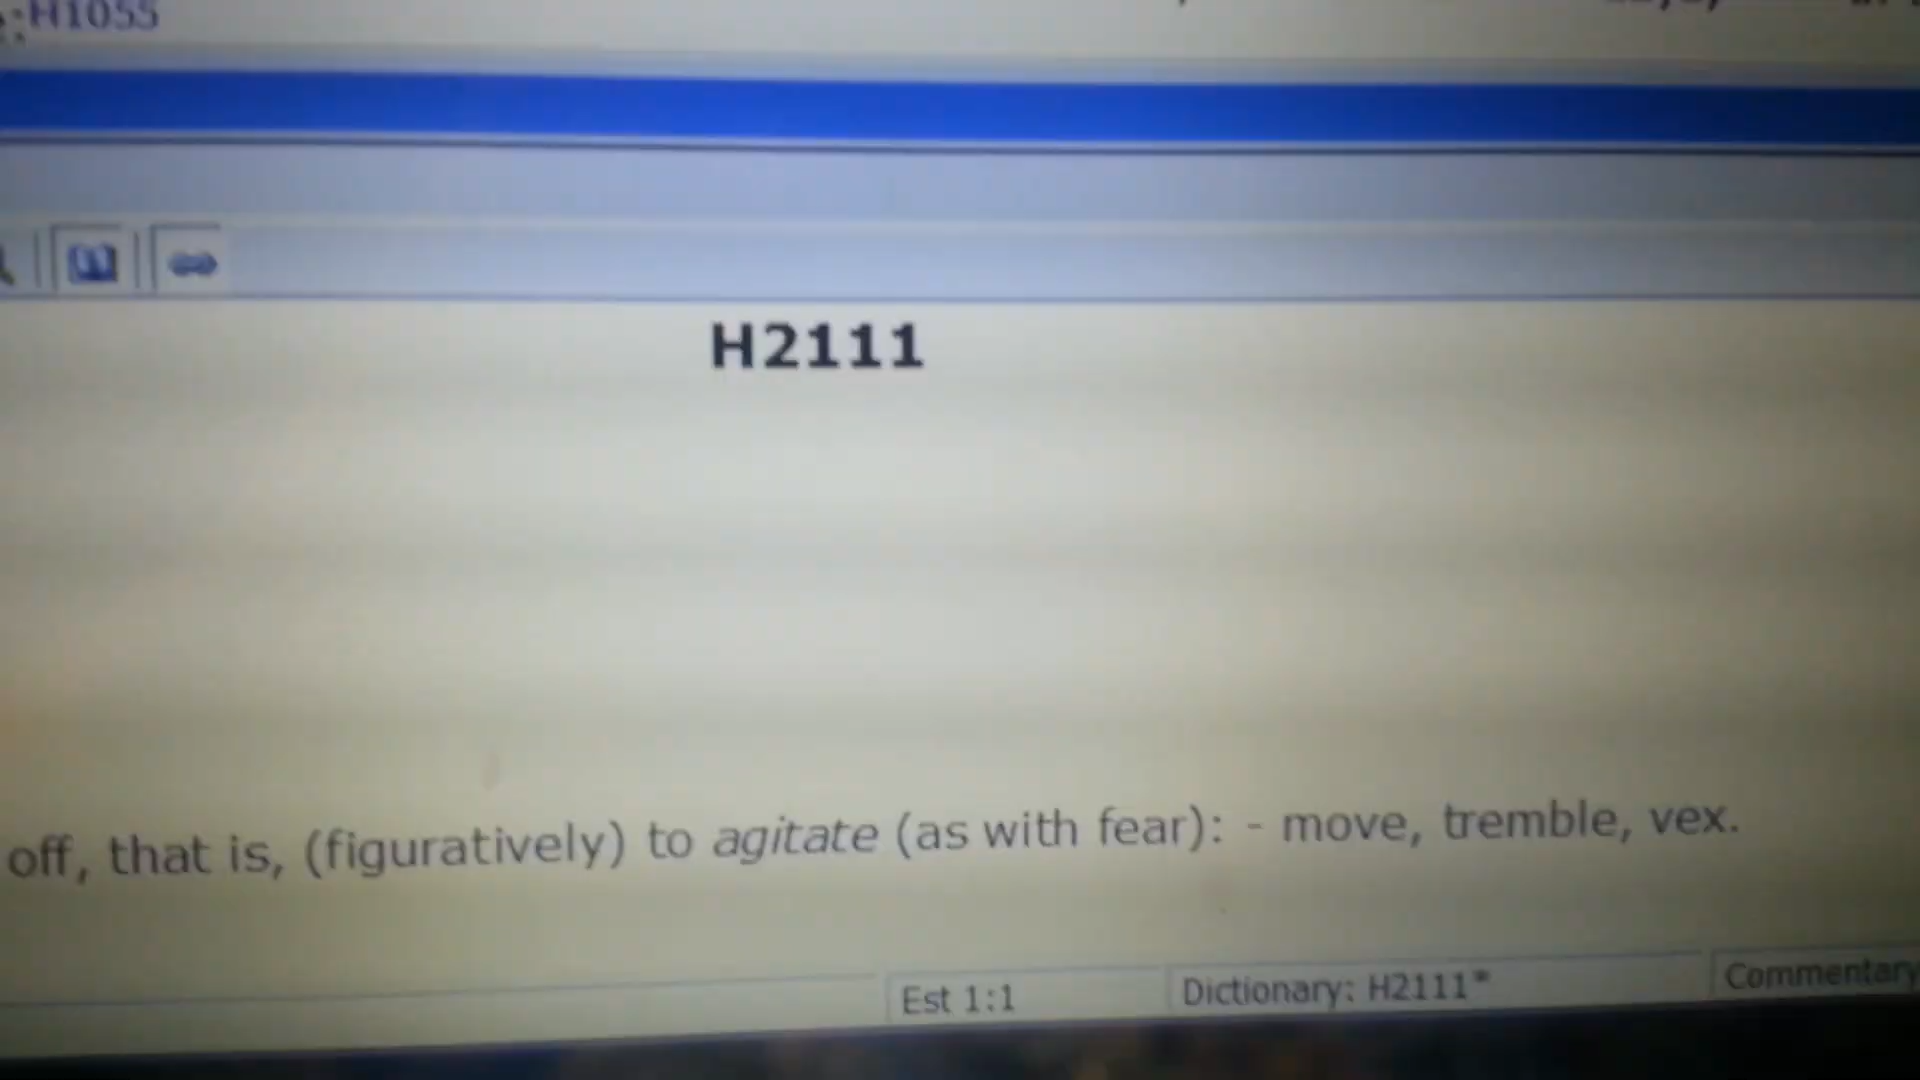 :H1055
H2111
off, that is, (figuratively) to agitate (as with fear): - move, tremble, vex.
Est 1:1
Dictionary: H2111*
Commentary